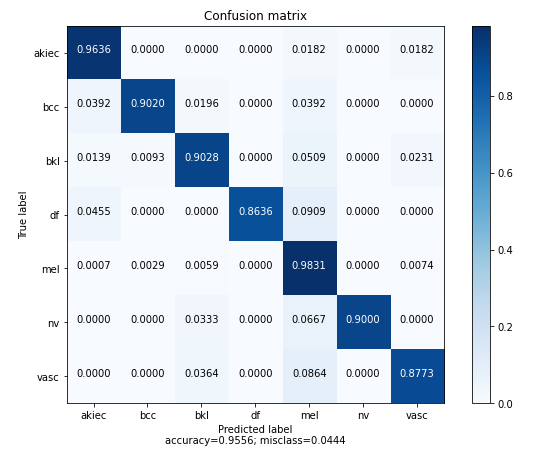 Confusion matrix
akiec 0.9636 0.0000 0.0000 0.0000 0.0182 0.0000 0.0182
bcc 0.0392 0.9020 0.0196 0.0000 0.0392 0.0000 0.0000
bkl 0.0139 0.0093 0.9028 0.0000 0.0509 0.0000 0.0231
df 0.0455 0.0000 0.0000 0.8636 0.0909 0.0000 0.0000
mel 0.0007 0.0029 0.0059 0.0000 0.9831 0.0000 0.0074
nv 0.0000 0.0000 0.0333 0.0000 0.0667 0.9000 0.0000
vasc 0.0000 0.0000 0.0364 0.0000 0.0864 0.0000 0.8773
akiec bcc bkl df mel nv vasc
True label
Predicted label
accuracy=0.9556; misclass=0.0444
0.8
0.6
0.4
0.2
0.0